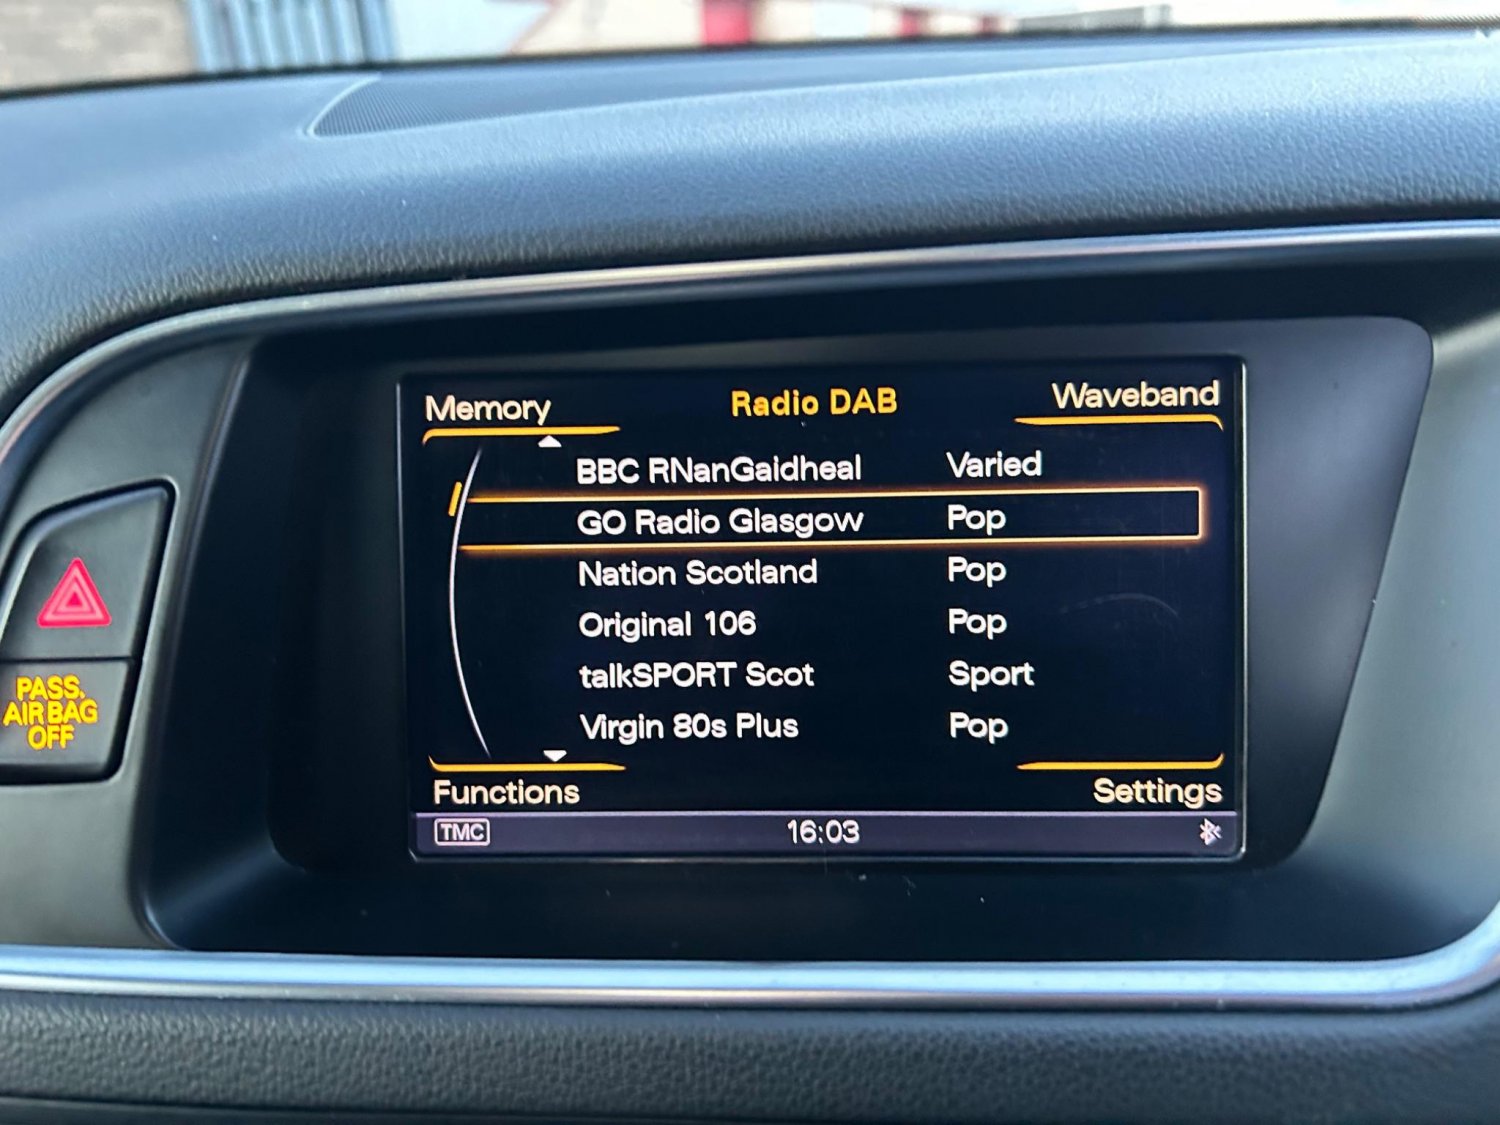 Memory Radio DAB Waveband
BBC RNanGaidheal Varied
GO Radio Glasgow Pop
Nation Scotland Pop
Original 106 Pop
talkSPORT Scot Sport
Virgin 80s Plus Pop
Functions Settings
TMC 16:03
PASS.
AIR BAG
OFF